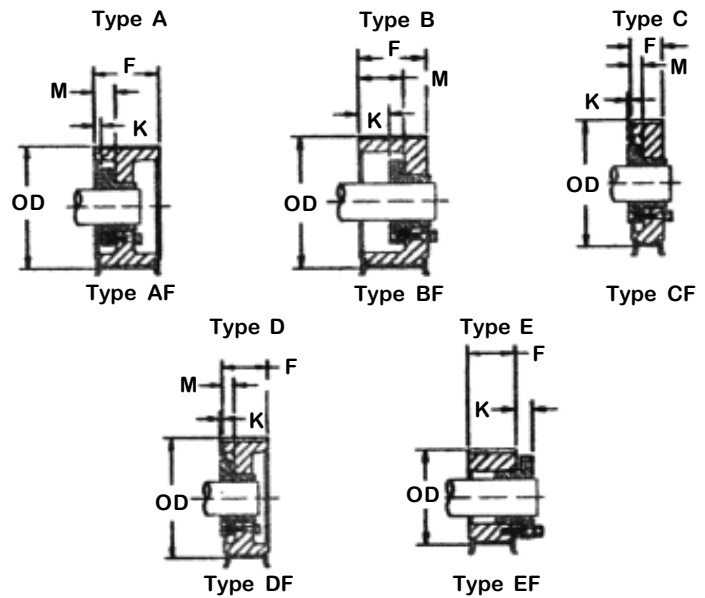 Type A
Type B
Type C
F
M
K
OD
Type AF
F
M
K
OD
Type BF
F
M
K
OD
Type CF
Type D
Type E
F
M
K
OD
Type DF
F
K
OD
Type EF